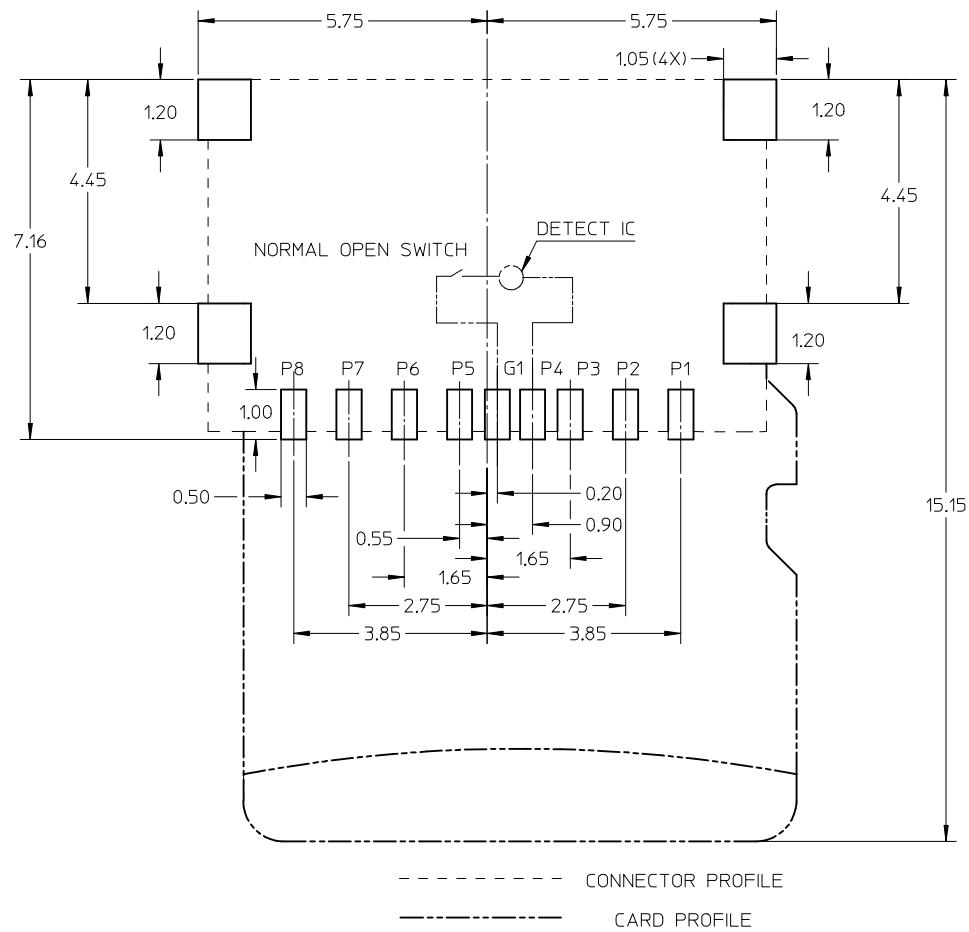 5.75 5.75
1.05(4X)
1.20 1.20
4.45 4.45
7.16
DETECT IC
NORMAL OPEN SWITCH
1.20 1.20
P8 P7 P6 P5 G1 P4 P3 P2 P1
1.00
0.50 0.20
15.15
0.55 0.90
1.65
1.65
2.75 2.75
3.85 3.85
CONNECTOR PROFILE
CARD PROFILE